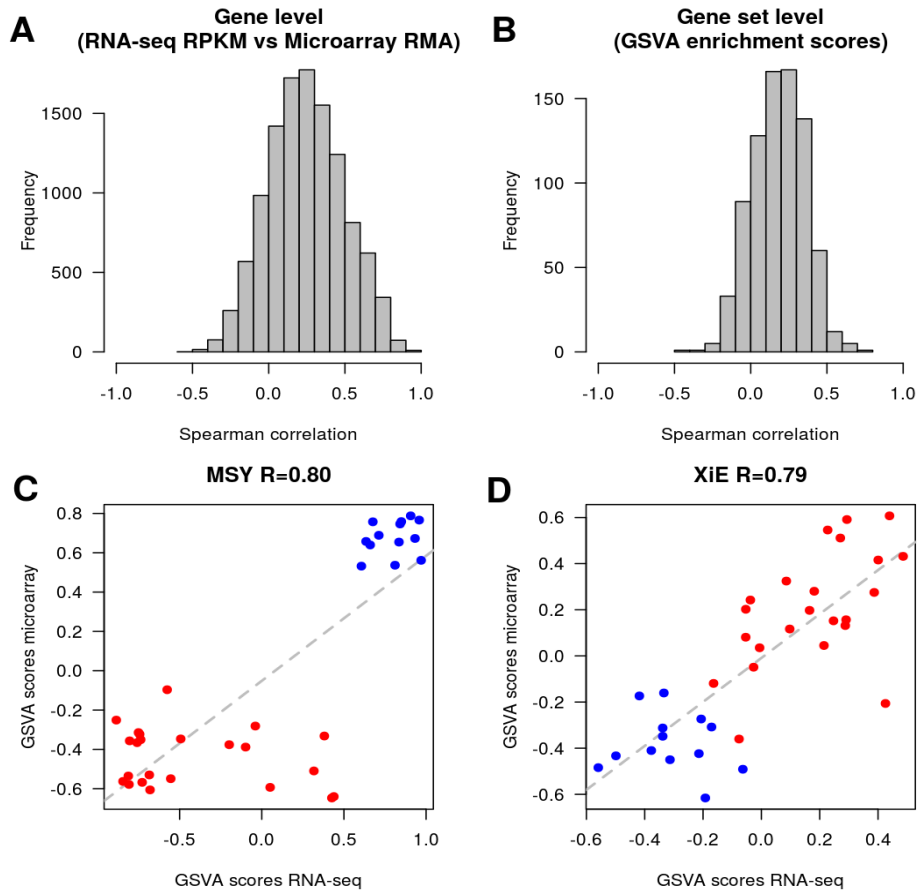 A
Gene level
(RNA-seq RPKM vs Microarray RMA)
Frequency
1500
1000
500
0
-1.0 -0.5 0.0 0.5 1.0
Spearman correlation
B
Gene set level
(GSVA enrichment scores)
Frequency
150
100
50
0
-1.0 -0.5 0.0 0.5 1.0
Spearman correlation
C
MSY R=0.80
GSVA scores microarray
0.8
0.6
0.4
0.2
0.0
-0.2
-0.4
-0.6
-0.5 0.0 0.5 1.0
GSVA scores RNA-seq
D
XiE R=0.79
GSVA scores microarray
0.6
0.4
0.2
0.0
-0.2
-0.4
-0.6
-0.6 -0.4 -0.2 0.0 0.2 0.4
GSVA scores RNA-seq